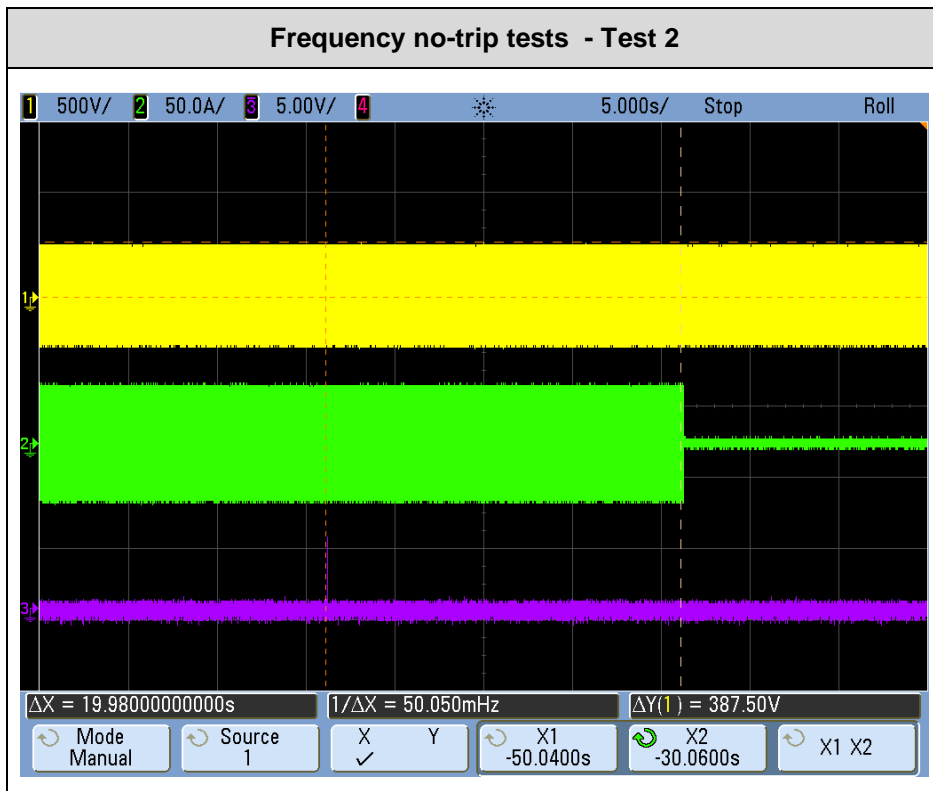 Frequency no-trip tests - Test 2
1 500V/ 2 50.0A/ 3 5.00V/ 4 5.000s/ Stop Roll
1
2
3
ΔX = 19.98000000000s 1/ΔX = 50.050mHz ΔY(1) = 387.50V
Mode Source X Y X1 X2 X1 X2
Manual 1 ✓ -50.0400s -30.0600s